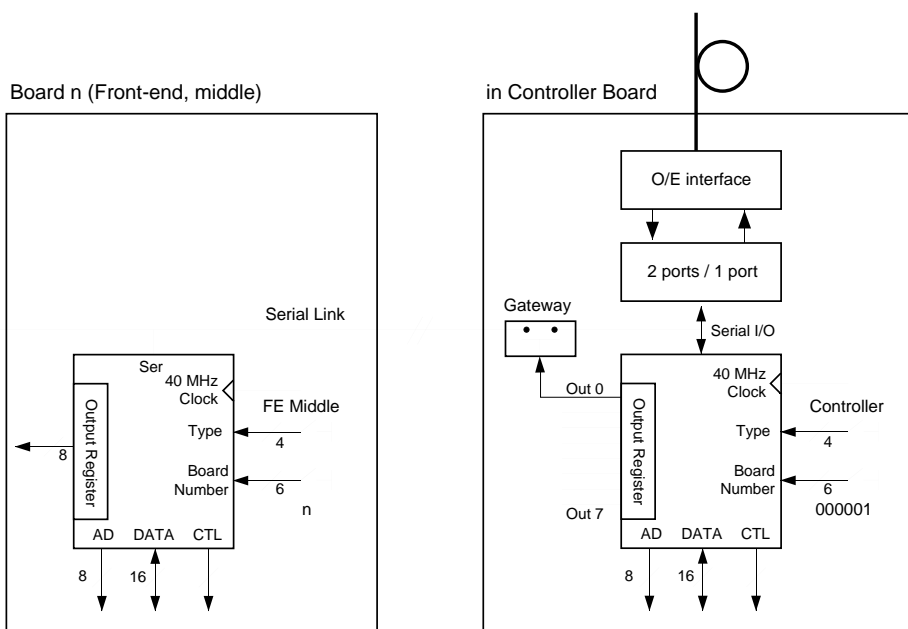 Board n (Front-end, middle)
Serial Link
Ser
40 MHz
Clock
FE Middle
Output Register
Type
4
8
Board
Number
6
n
AD DATA CTL
8 16
in Controller Board
O/E interface
2 ports / 1 port
Gateway
Serial I/O
40 MHz
Clock
Out 0
Controller
Output Register
Type
4
Board
Number
6
000001
Out 7
AD DATA CTL
8 16